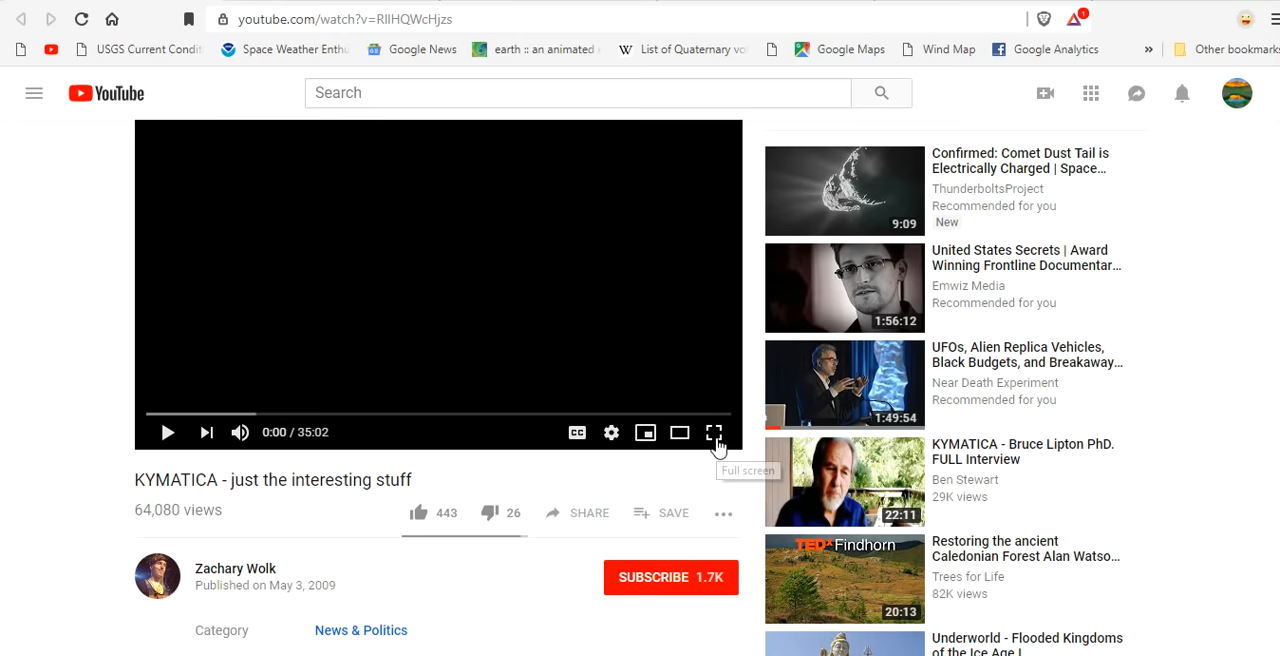 youtube.com/watch?v=RIlHQWcHjzs
1
USGS Current Condit
Space Weather Enthu
Google News
earth :: an animated
W List of Quaternary vo
Google Maps
Wind Map
Google Analytics
»
Other bookmarks
YouTube
Search
0:00 / 35:02
CC
Full screen
KYMATICA - just the interesting stuff
64,080 views
443
26
SHARE
SAVE
Zachary Wolk
Published on May 3, 2009
SUBSCRIBE 1.7K
Category
News & Politics
Confirmed: Comet Dust Tail is
Electrically Charged | Space...
ThunderboltsProject
Recommended for you
New
9:09
United States Secrets | Award
Winning Frontline Documentar...
Emwiz Media
Recommended for you
1:56:12
UFOs, Alien Replica Vehicles,
Black Budgets, and Breakaway...
Near Death Experiment
Recommended for you
1:49:54
KYMATICA - Bruce Lipton PhD.
FULL Interview
Ben Stewart
29K views
22:11
TEDx Findhorn
Restoring the ancient
Caledonian Forest Alan Watso...
Trees for Life
82K views
20:13
Underworld - Flooded Kingdoms
of the Ice Age I